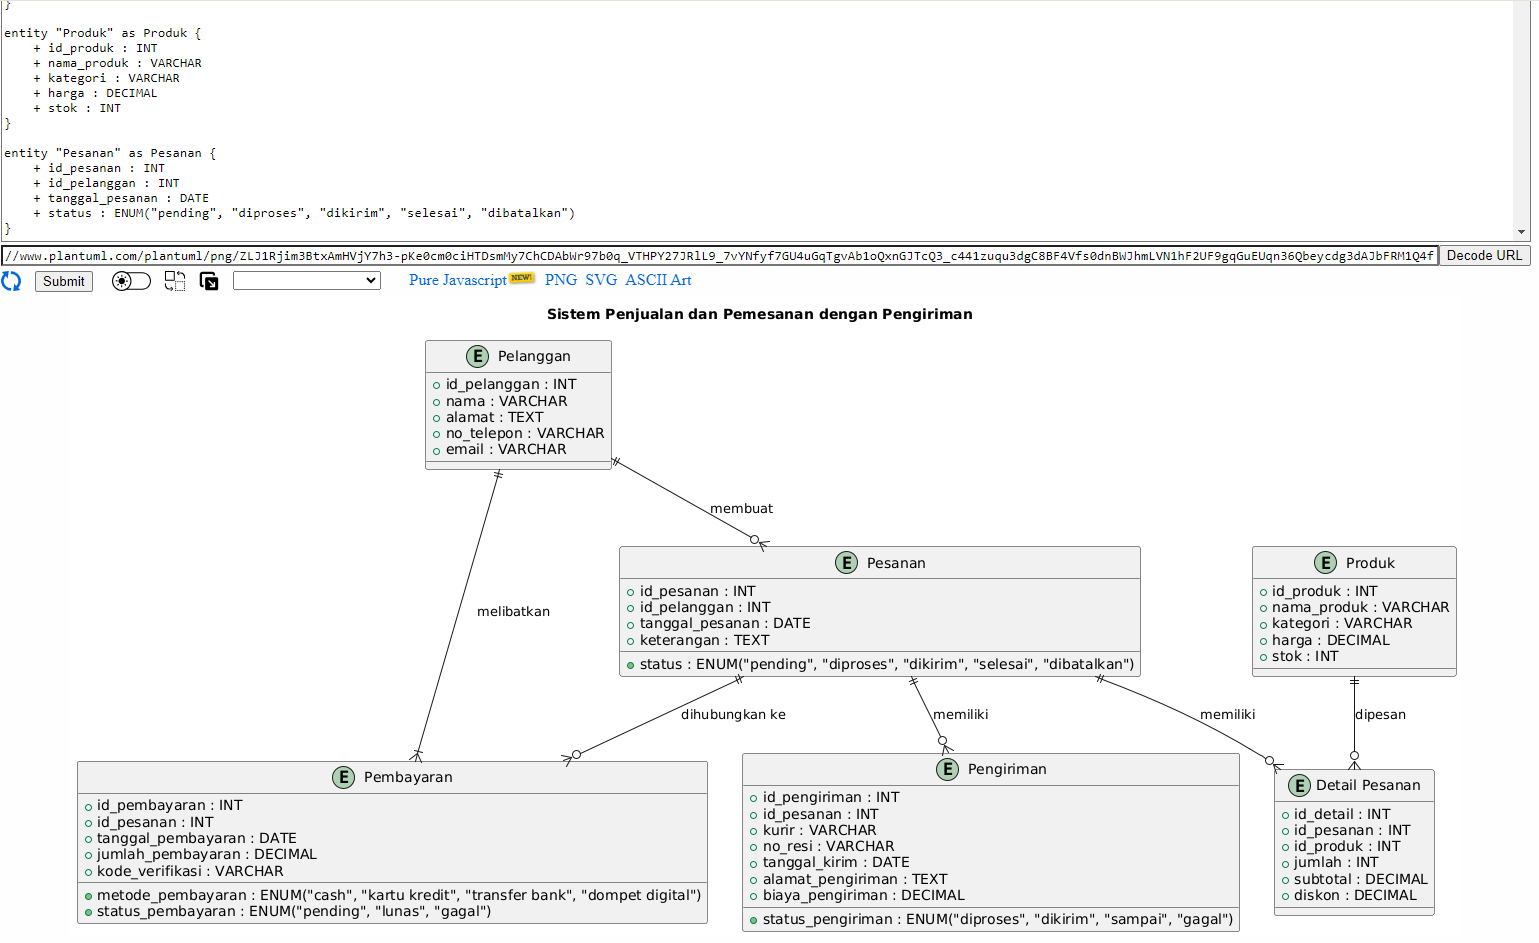 }
entity "Produk" as Produk {
+ id_produk : INT
+ nama_produk : VARCHAR
+ kategori : VARCHAR
+ harga : DECIMAL
+ stok : INT
}
entity "Pesanan" as Pesanan {
+ id_pesanan : INT
+ id_pelanggan : INT
+ tanggal_pesanan : DATE
+ status : ENUM("pending", "diproses", "dikirim", "selesai", "dibatalkan")
}
Decode URL
Submit
Pure Javascript NEW! PNG SVG ASCII Art
Sistem Penjualan dan Pemesanan dengan Pengiriman
E Pelanggan
id_pelanggan : INT
nama : VARCHAR
alamat : TEXT
no_telepon : VARCHAR
email : VARCHAR
membuat
melibatkan
E Pesanan
id_pesanan : INT
id_pelanggan : INT
tanggal_pesanan : DATE
keterangan : TEXT
status : ENUM("pending", "diproses", "dikirim", "selesai", "dibatalkan")
E Produk
id_produk : INT
nama_produk : VARCHAR
kategori : VARCHAR
harga : DECIMAL
stok : INT
dihubungkan ke
memiliki
memiliki
dipesan
E Pembayaran
id_pembayaran : INT
id_pesanan : INT
tanggal_pembayaran : DATE
jumlah_pembayaran : DECIMAL
kode_verifikasi : VARCHAR
metode_pembayaran : ENUM("cash", "kartu kredit", "transfer bank", "dompet digital")
status_pembayaran : ENUM("pending", "lunas", "gagal")
E Pengiriman
id_pengiriman : INT
id_pesanan : INT
kurir : VARCHAR
no_resi : VARCHAR
tanggal_kirim : DATE
alamat_pengiriman : TEXT
biaya_pengiriman : DECIMAL
status_pengiriman : ENUM("diproses", "dikirim", "sampai", "gagal")
E Detail Pesanan
id_detail : INT
id_pesanan : INT
id_produk : INT
jumlah : INT
subtotal : DECIMAL
diskon : DECIMAL